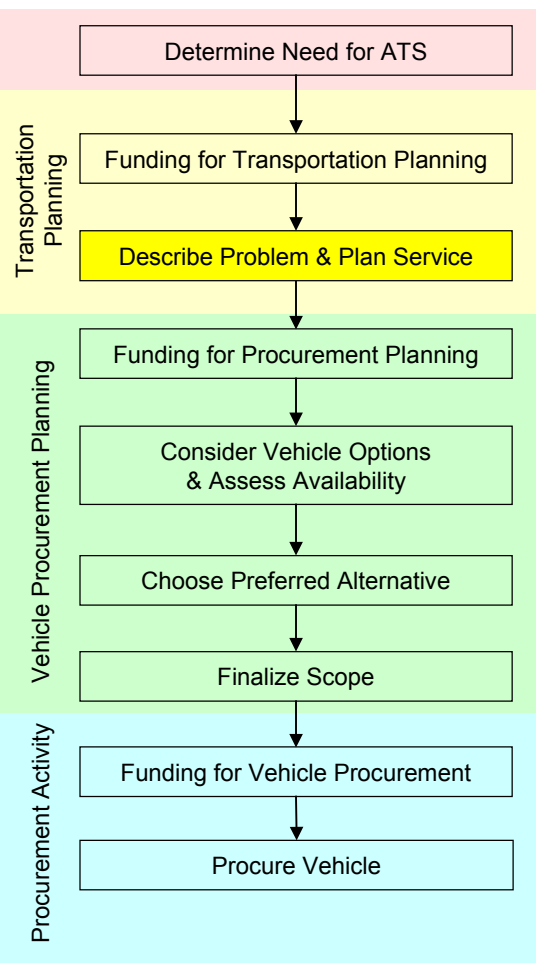 Determine Need for ATS
Transportation
Planning
Funding for Transportation Planning
Describe Problem & Plan Service
Vehicle Procurement Planning
Funding for Procurement Planning
Consider Vehicle Options
& Assess Availability
Choose Preferred Alternative
Finalize Scope
Procurement Activity
Funding for Vehicle Procurement
Procure Vehicle